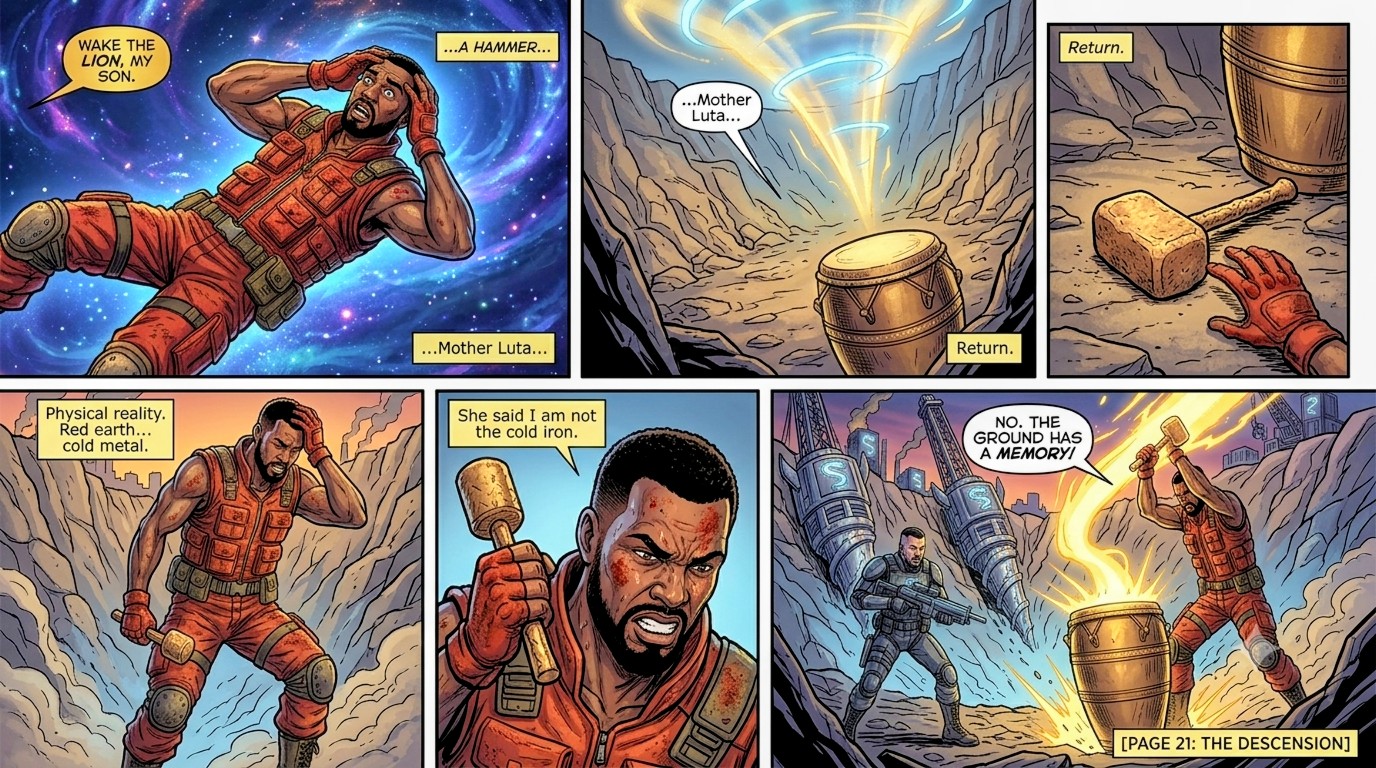 WAKE THE
LION, MY
SON.
...A HAMMER...
...Mother Luta...
...Mother
Luta...
Return.
Return.
Physical reality.
Red earth...
cold metal.
She said I am not
the cold iron.
NO. THE
GROUND HAS
A MEMORY!
S
S
S
2
[PAGE 21: THE DESCENSION]